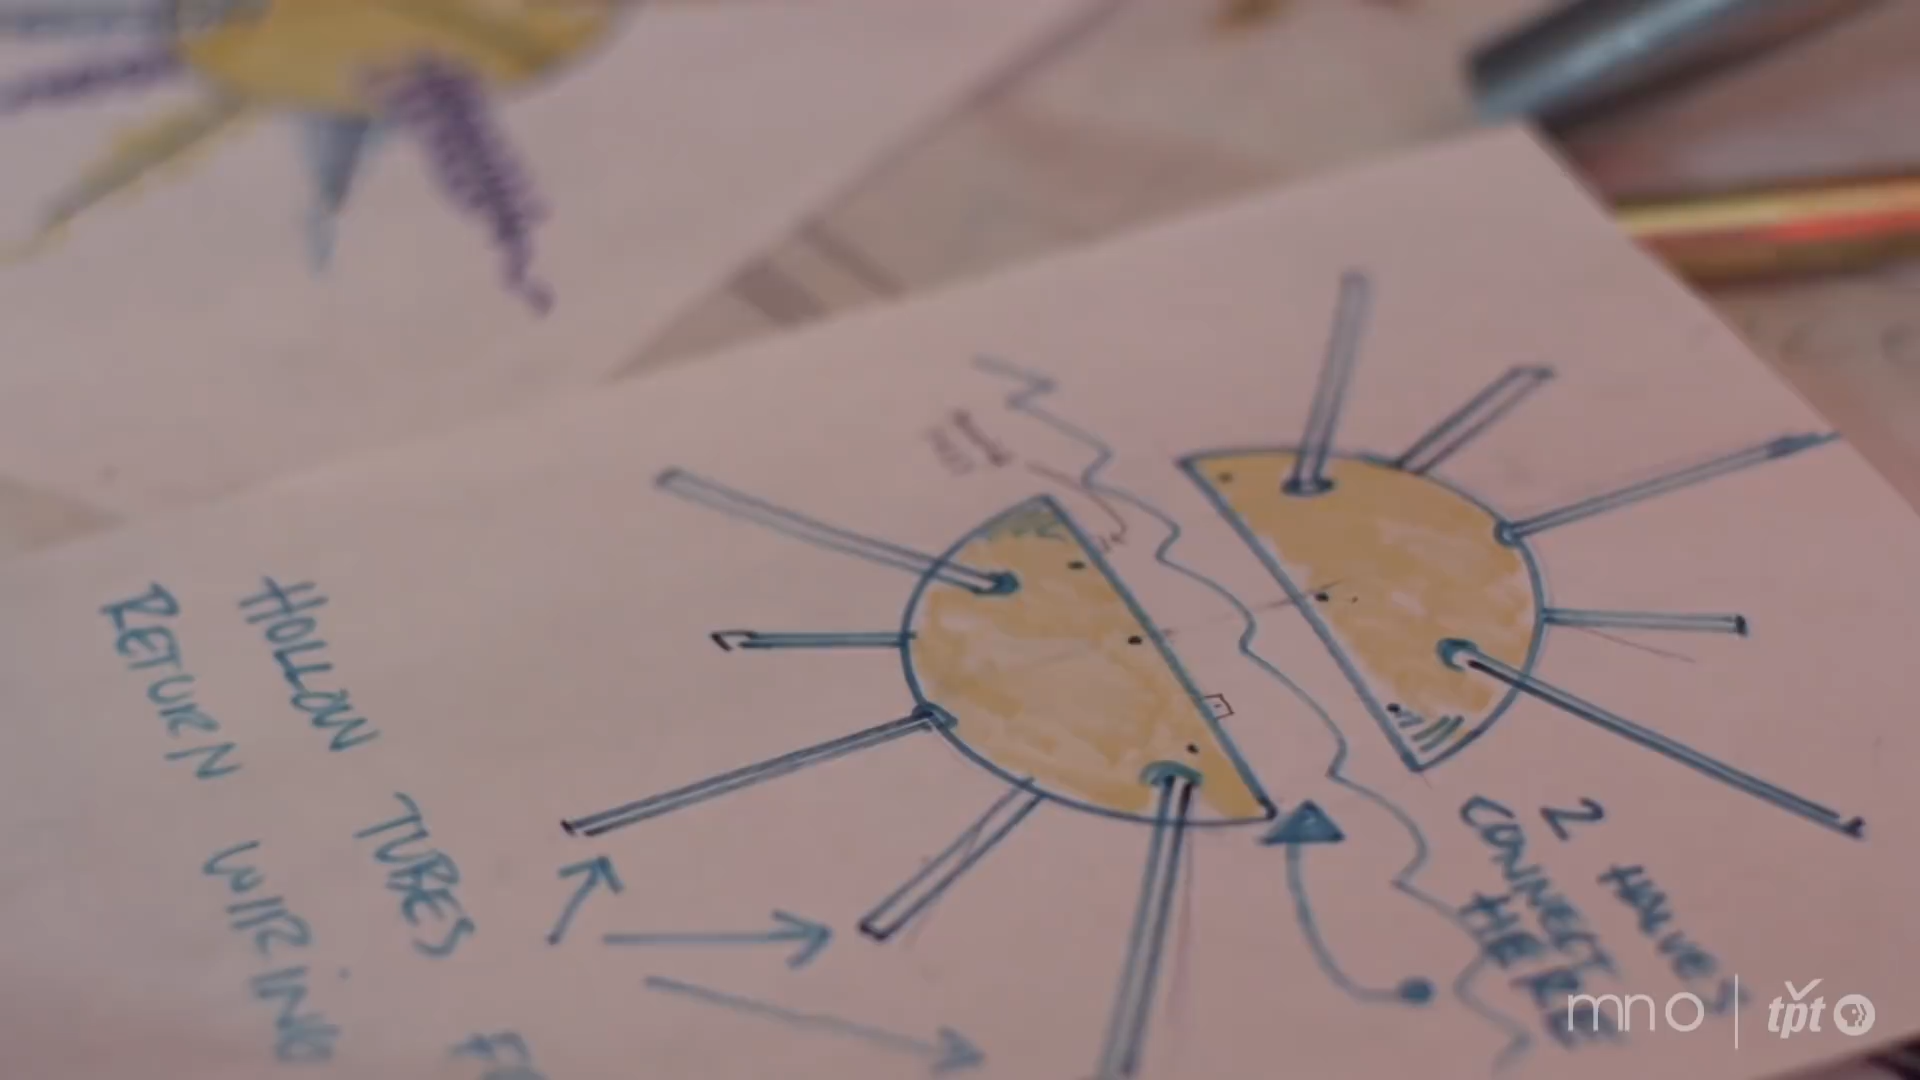 HOLLOW TUBES
RETURN WIRING
2 HALVES
CONNECT
HERE
mno
tpt